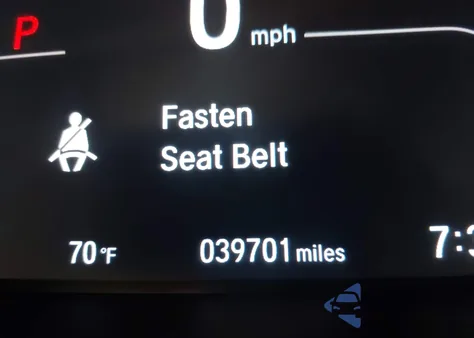 P
0 mph
Fasten
Seat Belt
70°F
039701 miles